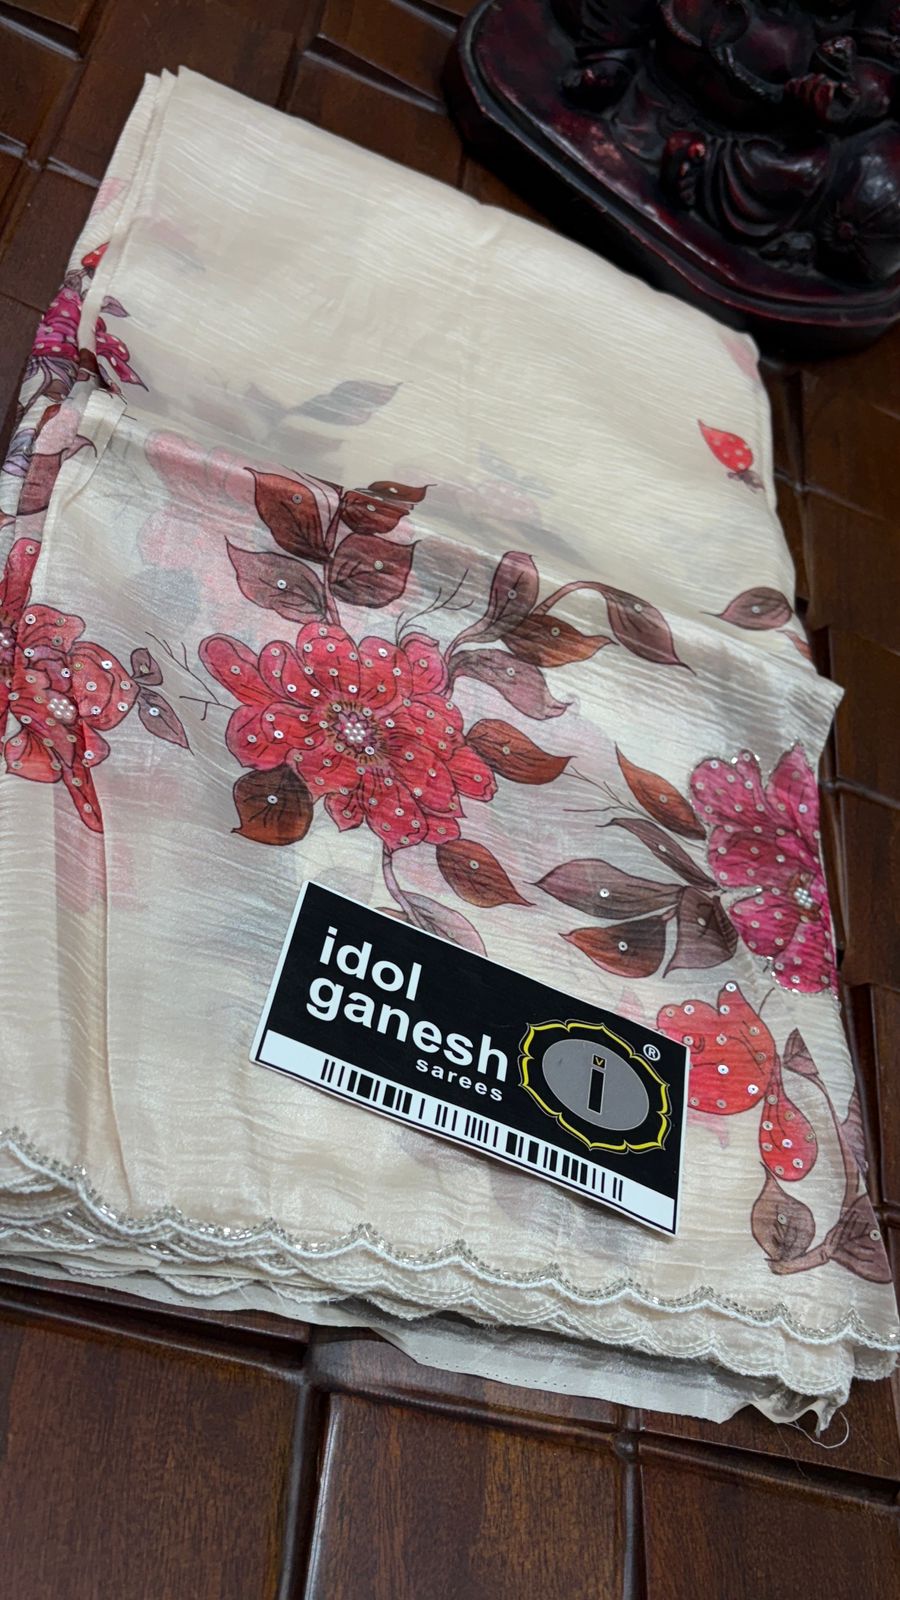 idol
ganesh
sarees
®
V
i